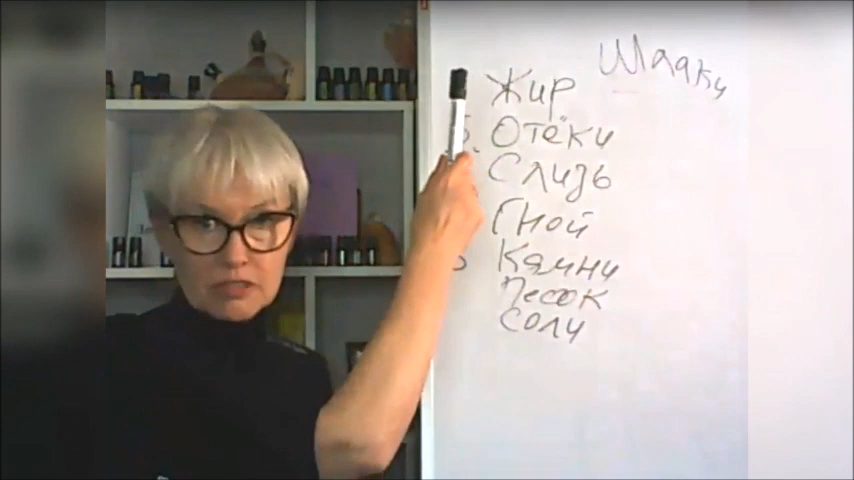 Шлаки
Жир
Отёки
Слизь
Гной
Камни
Песок
Соли